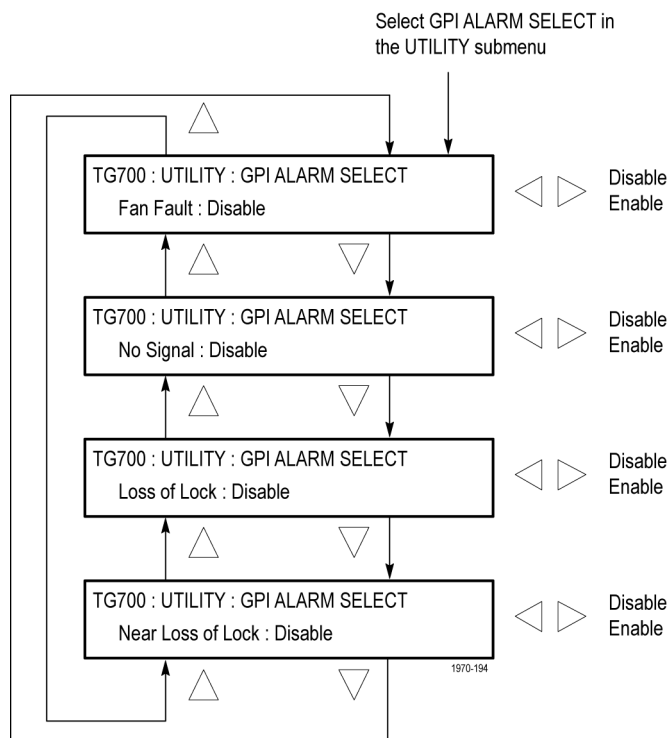 Select GPI ALARM SELECT in
the UTILITY submenu
TG700 : UTILITY : GPI ALARM SELECT
Fan Fault : Disable
Disable
Enable
TG700 : UTILITY : GPI ALARM SELECT
No Signal : Disable
Disable
Enable
TG700 : UTILITY : GPI ALARM SELECT
Loss of Lock : Disable
Disable
Enable
TG700 : UTILITY : GPI ALARM SELECT
Near Loss of Lock : Disable
Disable
Enable
1970-194